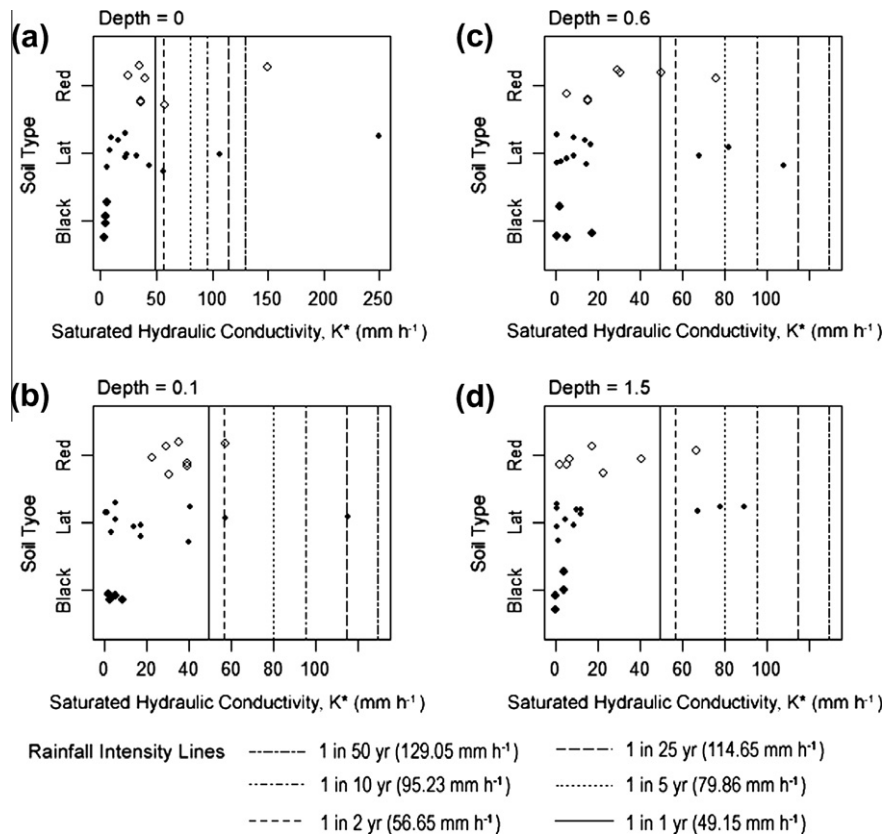 (a)
Depth = 0
Red
Lat
Black
Soil Type
0 50 100 150 200 250
Saturated Hydraulic Conductivity, K* (mm h-1)
(c)
Depth = 0.6
Red
Lat
Black
Soil Type
0 20 40 60 80 100
Saturated Hydraulic Conductivity, K* (mm h-1)
(b)
Depth = 0.1
Red
Lat
Black
Soil Tyoe
0 20 40 60 80 100
Saturated Hydraulic Conductivity, K* (mm h-1)
(d)
Depth = 1.5
Red
Lat
Black
Soil Type
0 20 40 60 80 100
Saturated Hydraulic Conductivity, K* (mm h-1)
Rainfall Intensity Lines
1 in 50 yr (129.05 mm h-1)
1 in 25 yr (114.65 mm h-1)
1 in 10 yr (95.23 mm h-1)
1 in 5 yr (79.86 mm h-1)
1 in 2 yr (56.65 mm h-1)
1 in 1 yr (49.15 mm h-1)